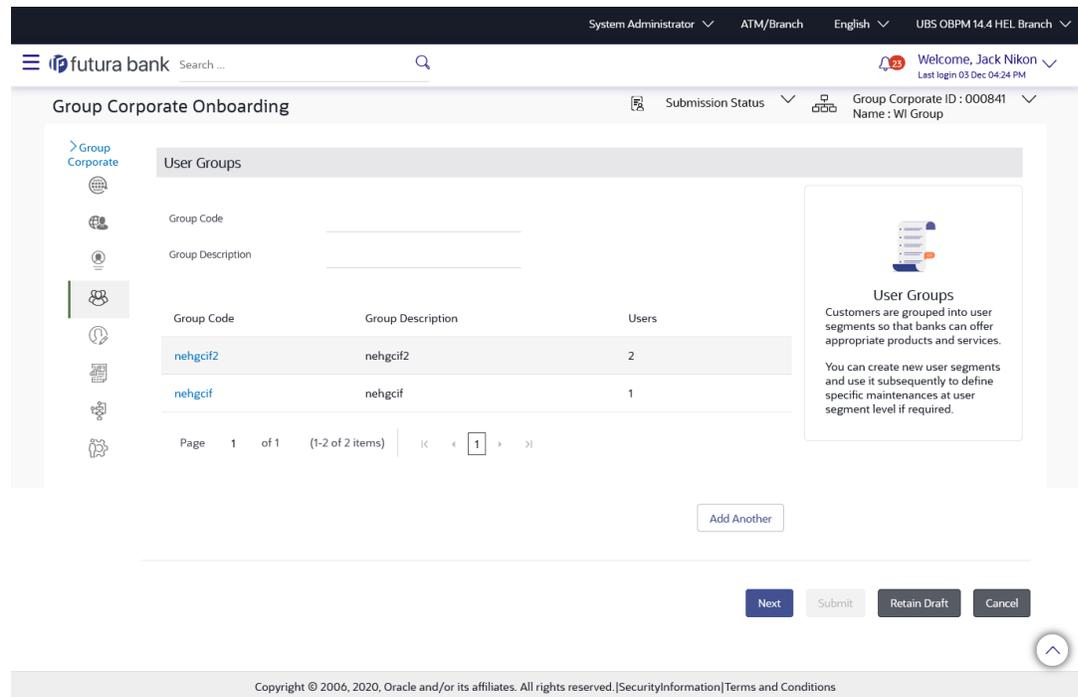 System Administrator ATM/Branch English UBS OBPM 14.4 HEL Branch
futura bank Search ... 23 Welcome, Jack Nikon
Last login 03 Dec 04:24 PM
Group Corporate Onboarding Submission Status Group Corporate ID : 000841
Name : WI Group
Group
Corporate
User Groups
Group Code
Group Description
Group Code Group Description Users
nehgcif2 nehgcif2 2
nehgcif nehgcif 1
Page 1 of 1 (1-2 of 2 items) 1
User Groups
Customers are grouped into user
segments so that banks can offer
appropriate products and services.
You can create new user segments
and use it subsequently to define
specific maintenances at user
segment level if required.
Add Another
Next Submit Retain Draft Cancel
Copyright © 2006, 2020, Oracle and/or its affiliates. All rights reserved.|SecurityInformation|Terms and Conditions